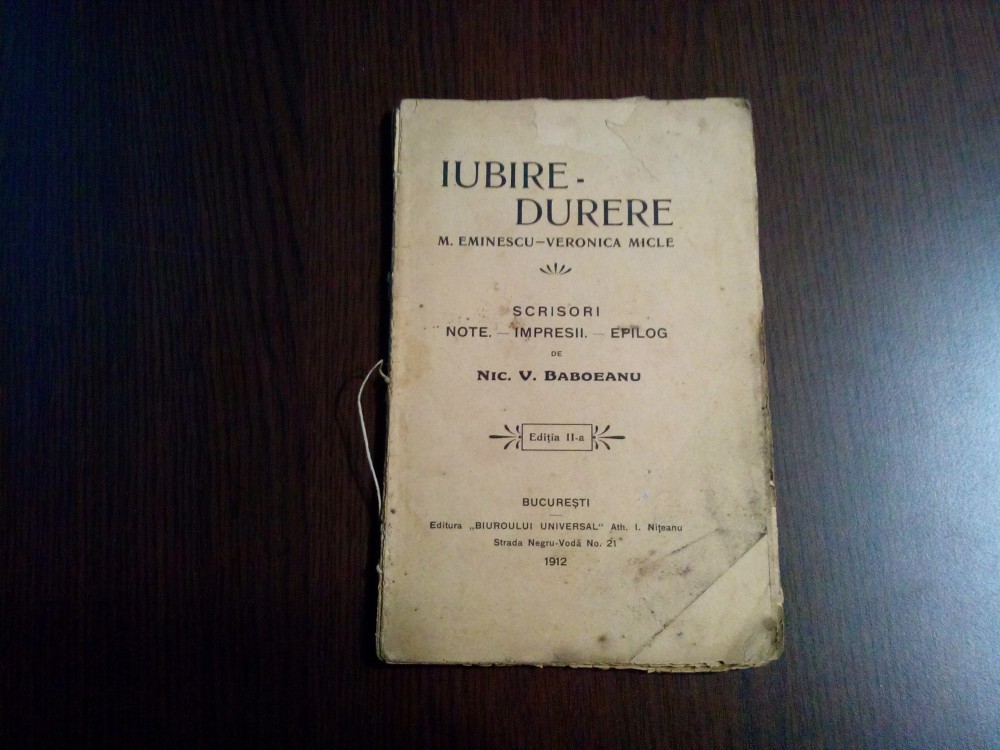 IUBIRE -
DURERE
M. EMINESCU—VERONICA MICLE
SCRISORI
NOTE. — IMPRESII. — EPILOG
DE
NIC. V. BABOEANU
Ediția II-a
BUCUREȘTI
Editura „BIUROULUI UNIVERSAL“ Ath. I. Nițeanu
Strada Negru-Vodă No. 21
1912